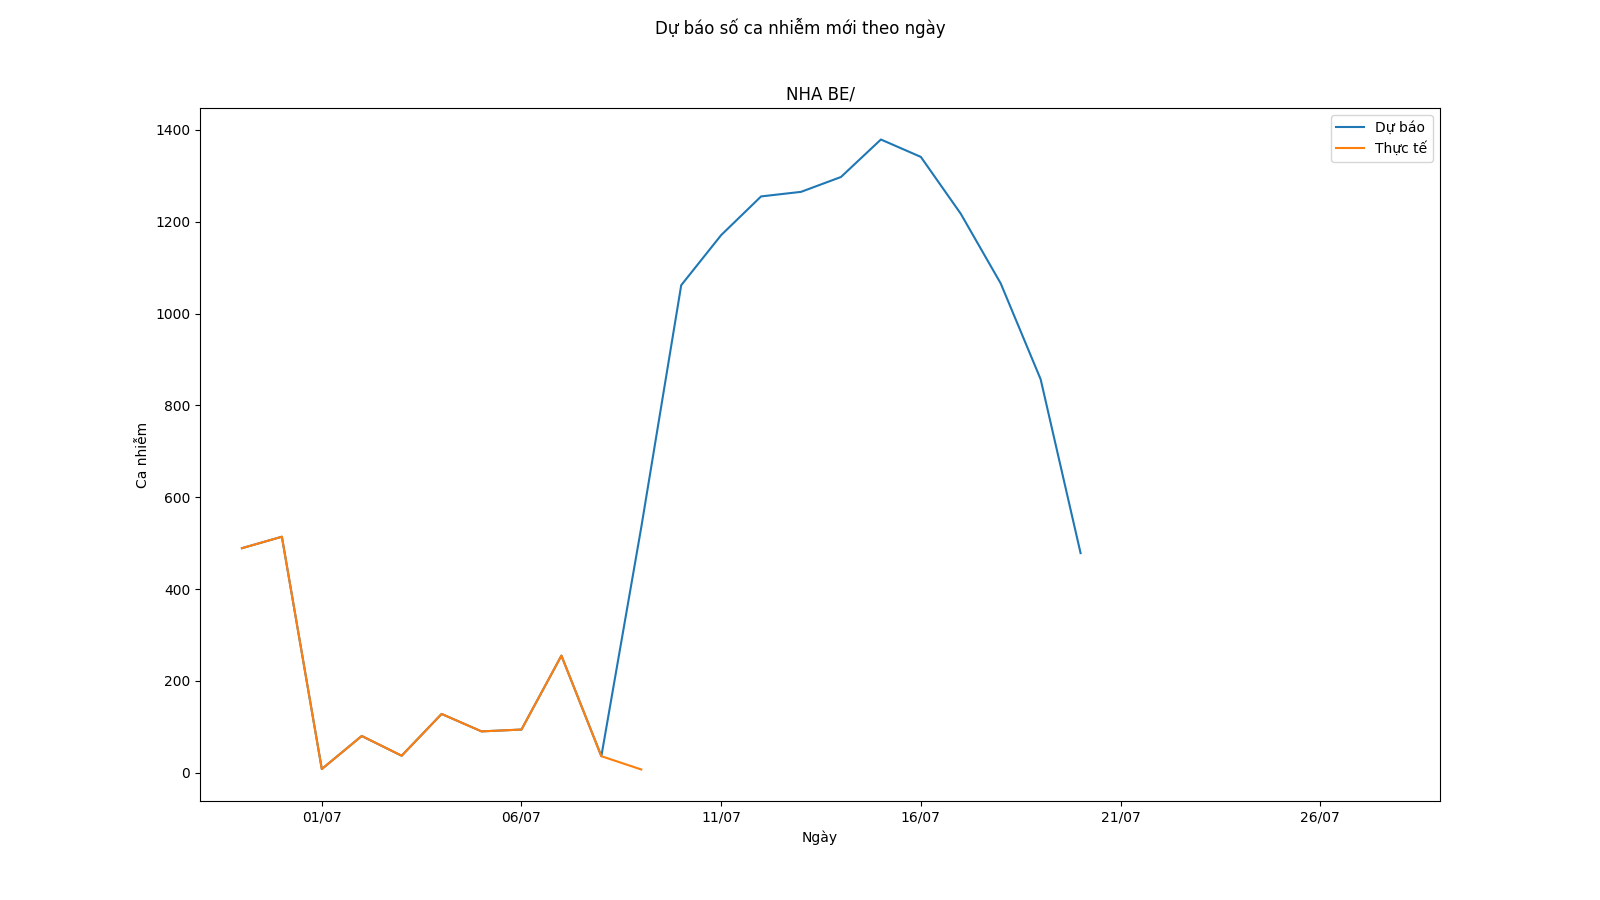 Dự báo số ca nhiễm mới theo ngày
NHA BE/
Dự báo
Thực tế
1400
1200
1000
800
600
400
200
0
Ca nhiễm
01/07
06/07
11/07
16/07
21/07
26/07
Ngày